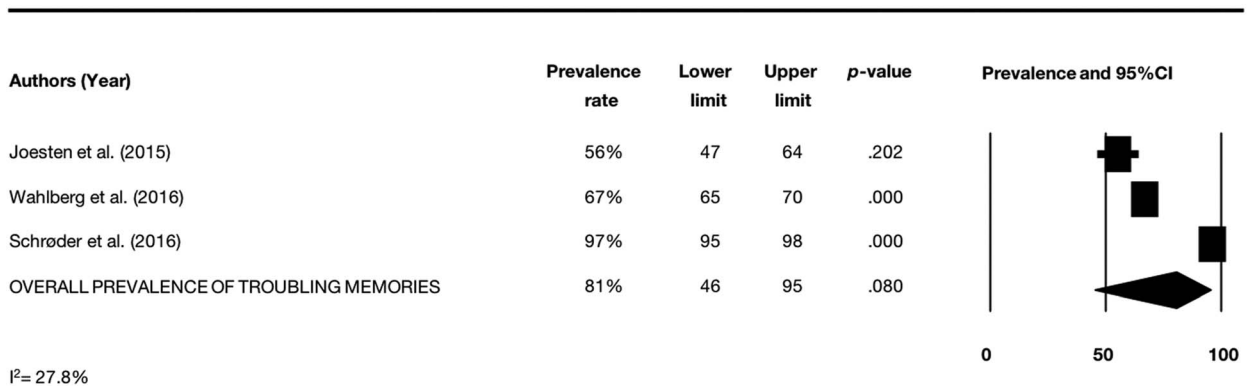 Authors (Year) Prevalence rate Lower limit Upper limit p-value Prevalence and 95%CI
Joesten et al. (2015) 56% 47 64 .202
Wahlberg et al. (2016) 67% 65 70 .000
Schrøder et al. (2016) 97% 95 98 .000
OVERALL PREVALENCE OF TROUBLING MEMORIES 81% 46 95 .080
0 50 100
I²= 27.8%